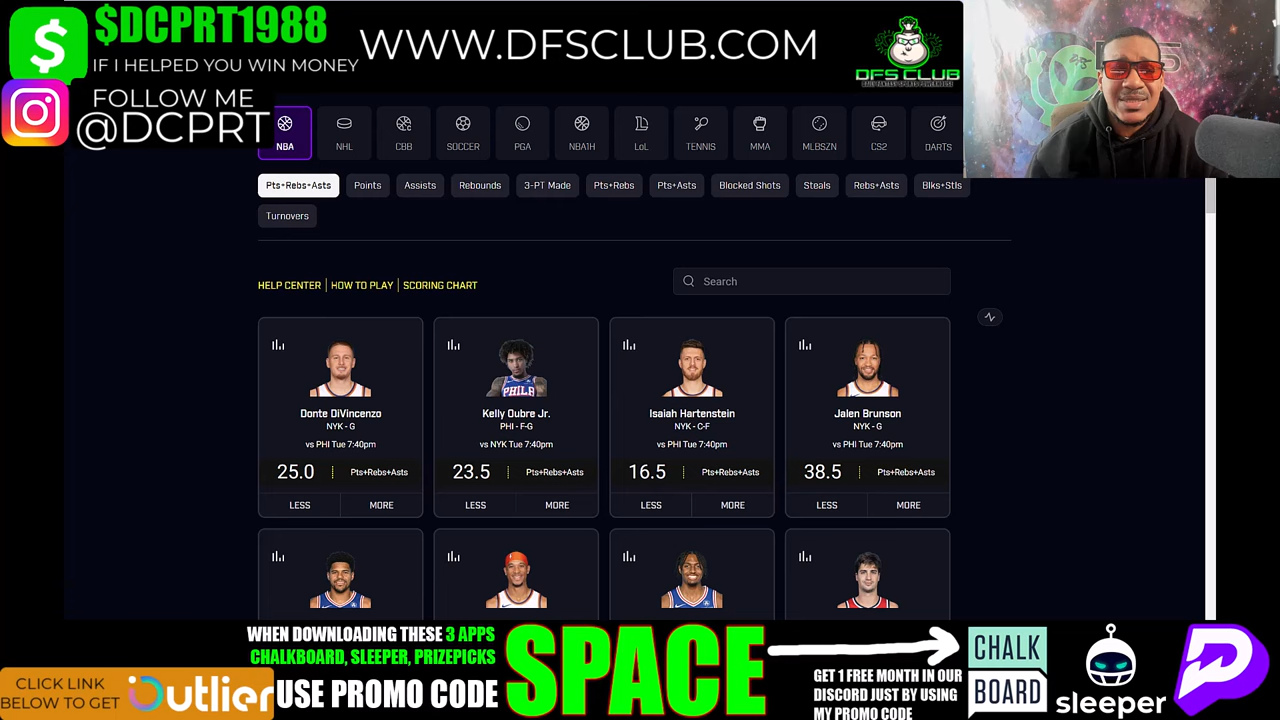 $DCPRT1988
IF I HELPED YOU WIN MONEY
WWW.DFSCLUB.COM
DFS CLUB
FOLLOW ME
@DCPRT
NBA
NHL
CBB
SOCCER
PGA
NBA1H
LoL
TENNIS
MMA
MLBSZN
CS2
DARTS
Pts+Rebs+Asts
Points
Assists
Rebounds
3-PT Made
Pts+Rebs
Pts+Asts
Blocked Shots
Steals
Rebs+Asts
Blks+Stls
Turnovers
HELP CENTER
HOW TO PLAY
SCORING CHART
Search
Donte DiVincenzo
NYK - G
vs PHI Tue 7:40pm
25.0
Pts+Rebs+Asts
LESS
MORE
PHILA
Kelly Oubre Jr.
PHI - F-G
vs NYK Tue 7:40pm
23.5
Pts+Rebs+Asts
LESS
MORE
Isaiah Hartenstein
NYK - C-F
vs PHI Tue 7:40pm
16.5
Pts+Rebs+Asts
LESS
MORE
Jalen Brunson
NYK - G
vs PHI Tue 7:40pm
38.5
Pts+Rebs+Asts
LESS
MORE
WHEN DOWNLOADING THESE 3 APPS
CHALKBOARD, SLEEPER, PRIZEPICKS
USE PROMO CODE
SPACE
CLICK LINK
BELOW TO GET
Outlier
GET 1 FREE MONTH IN OUR
DISCORD JUST BY USING
MY PROMO CODE
CHALK
BOARD
sleeper